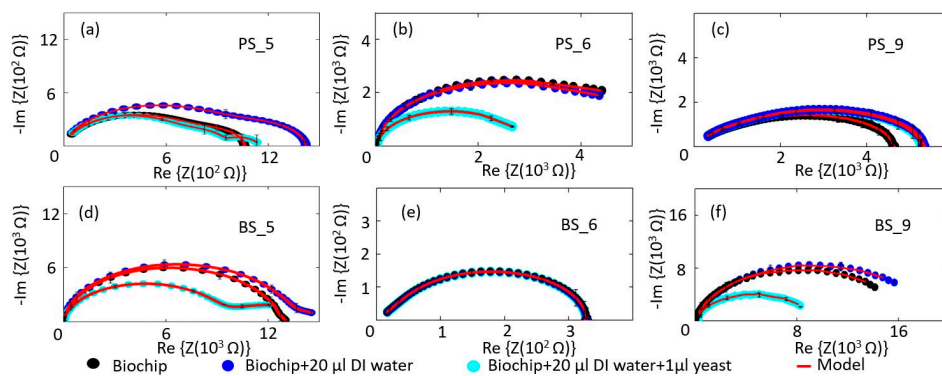 (a) PS_5
12
6
0
6 12
-Im {Z(10² Ω)}
Re {Z(10² Ω)}
(b) PS_6
4
2
0
2 4
-Im {Z(10³ Ω)}
Re {Z(10³ Ω)}
(c) PS_9
4
2
0
2 4
-Im {Z(10³ Ω)}
Re {Z(10³ Ω)}
(d) BS_5
12
6
0
6 12
-Im {Z(10³ Ω)}
Re {Z(10³ Ω)}
(e) BS_6
3
2
1
0
1 2 3
-Im {Z(10² Ω)}
Re {Z(10² Ω)}
(f) BS_9
16
8
0
8 16
-Im {Z(10³ Ω)}
Re {Z(10³ Ω)}
Biochip Biochip+20 µl DI water Biochip+20 µl DI water+1µl yeast Model